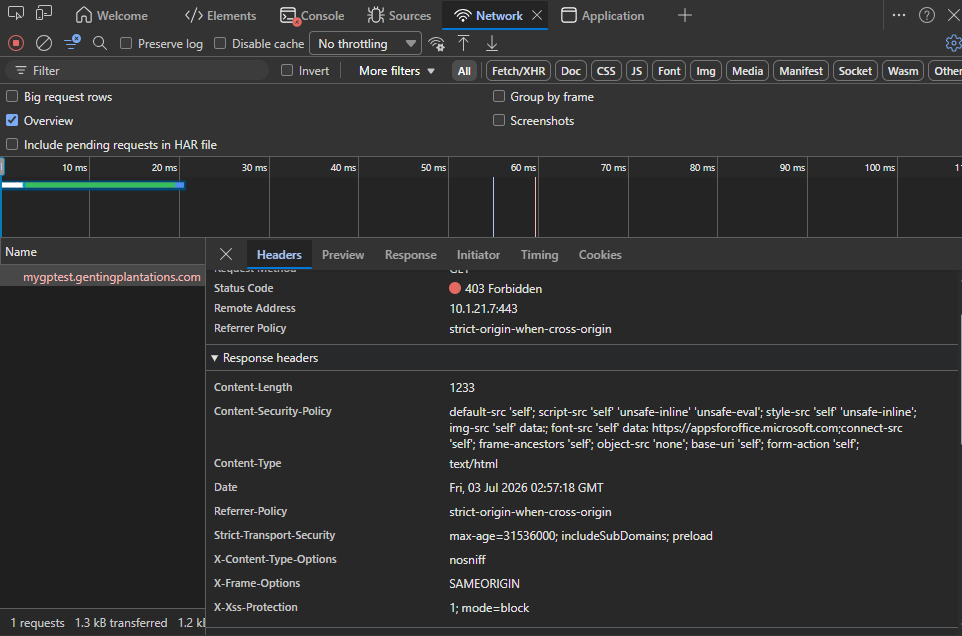 Welcome Elements Console Sources Network Application
Preserve log Disable cache No throttling
Filter Invert More filters All Fetch/XHR Doc CSS JS Font Img Media Manifest Socket Wasm Other
Big request rows Group by frame
Overview Screenshots
Include pending requests in HAR file
10 ms 20 ms 30 ms 40 ms 50 ms 60 ms 70 ms 80 ms 90 ms 100 ms
Name Headers Preview Response Initiator Timing Cookies
mygptest.gentingplantations.com
Request Method GET
Status Code 403 Forbidden
Remote Address 10.1.21.7:443
Referrer Policy strict-origin-when-cross-origin
Response headers
Content-Length 1233
Content-Security-Policy default-src 'self'; script-src 'self' 'unsafe-inline' 'unsafe-eval'; style-src 'self' 'unsafe-inline';
img-src 'self' data:; font-src 'self' data: https://appsforoffice.microsoft.com;connect-src
'self'; frame-ancestors 'self'; object-src 'none'; base-uri 'self'; form-action 'self';
Content-Type text/html
Date Fri, 03 Jul 2026 02:57:18 GMT
Referrer-Policy strict-origin-when-cross-origin
Strict-Transport-Security max-age=31536000; includeSubDomains; preload
X-Content-Type-Options nosniff
X-Frame-Options SAMEORIGIN
X-Xss-Protection 1; mode=block
1 requests 1.3 kB transferred 1.2 k